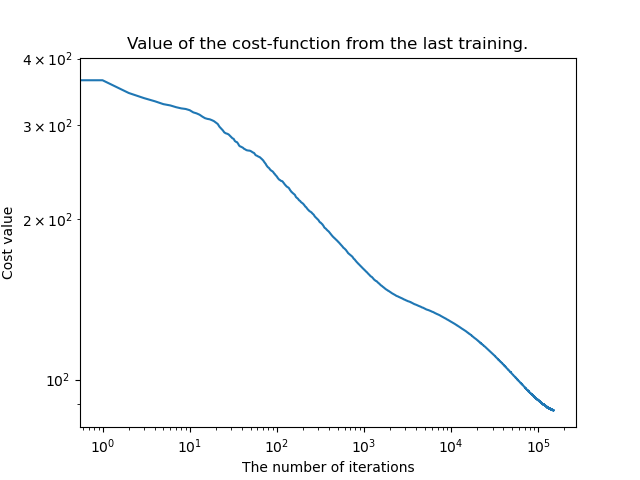 Value of the cost-function from the last training.
4 × 10²
3 × 10²
2 × 10²
10²
Cost value
10⁰ 10¹ 10² 10³ 10⁴ 10⁵
The number of iterations